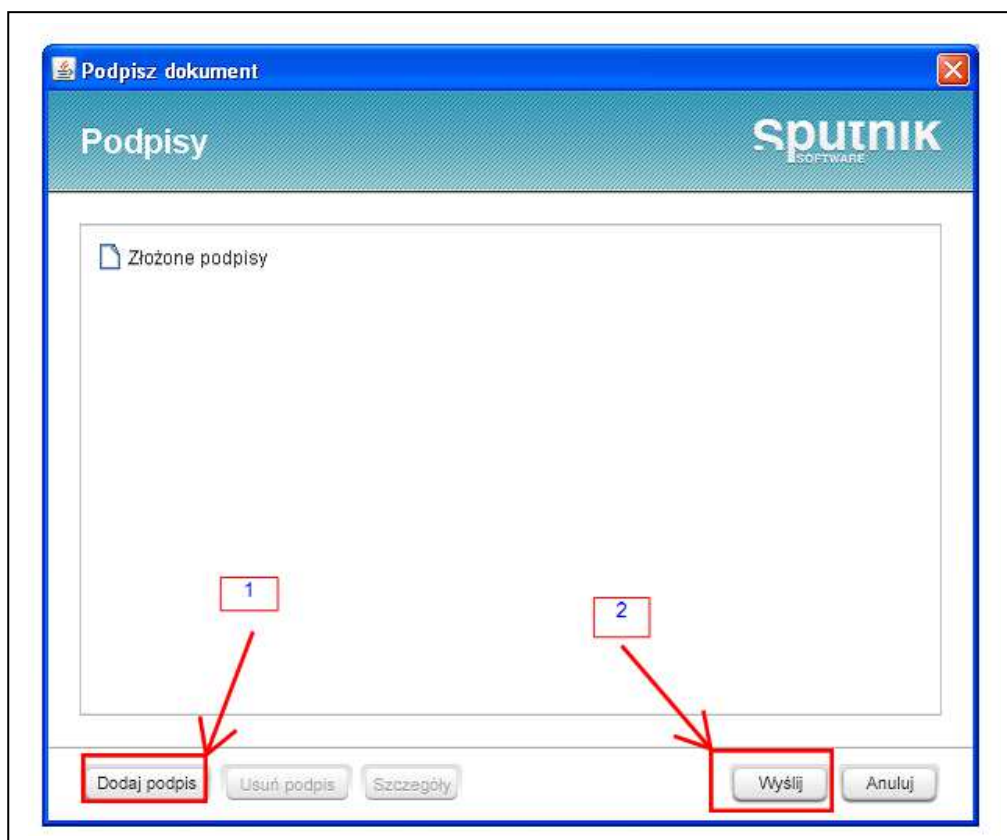 Podpisz dokument
Podpisy
Sputnik
SOFTWARE
Złożone podpisy
1
2
Dodaj podpis Usuń podpis Szczegóły Wyślij Anuluj